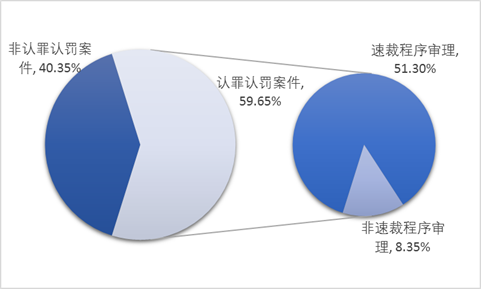 非认罪认罚案
件, 40.35%
认罪认罚案件,
59.65%
速裁程序审理,
51.30%
非速裁程序审
理, 8.35%